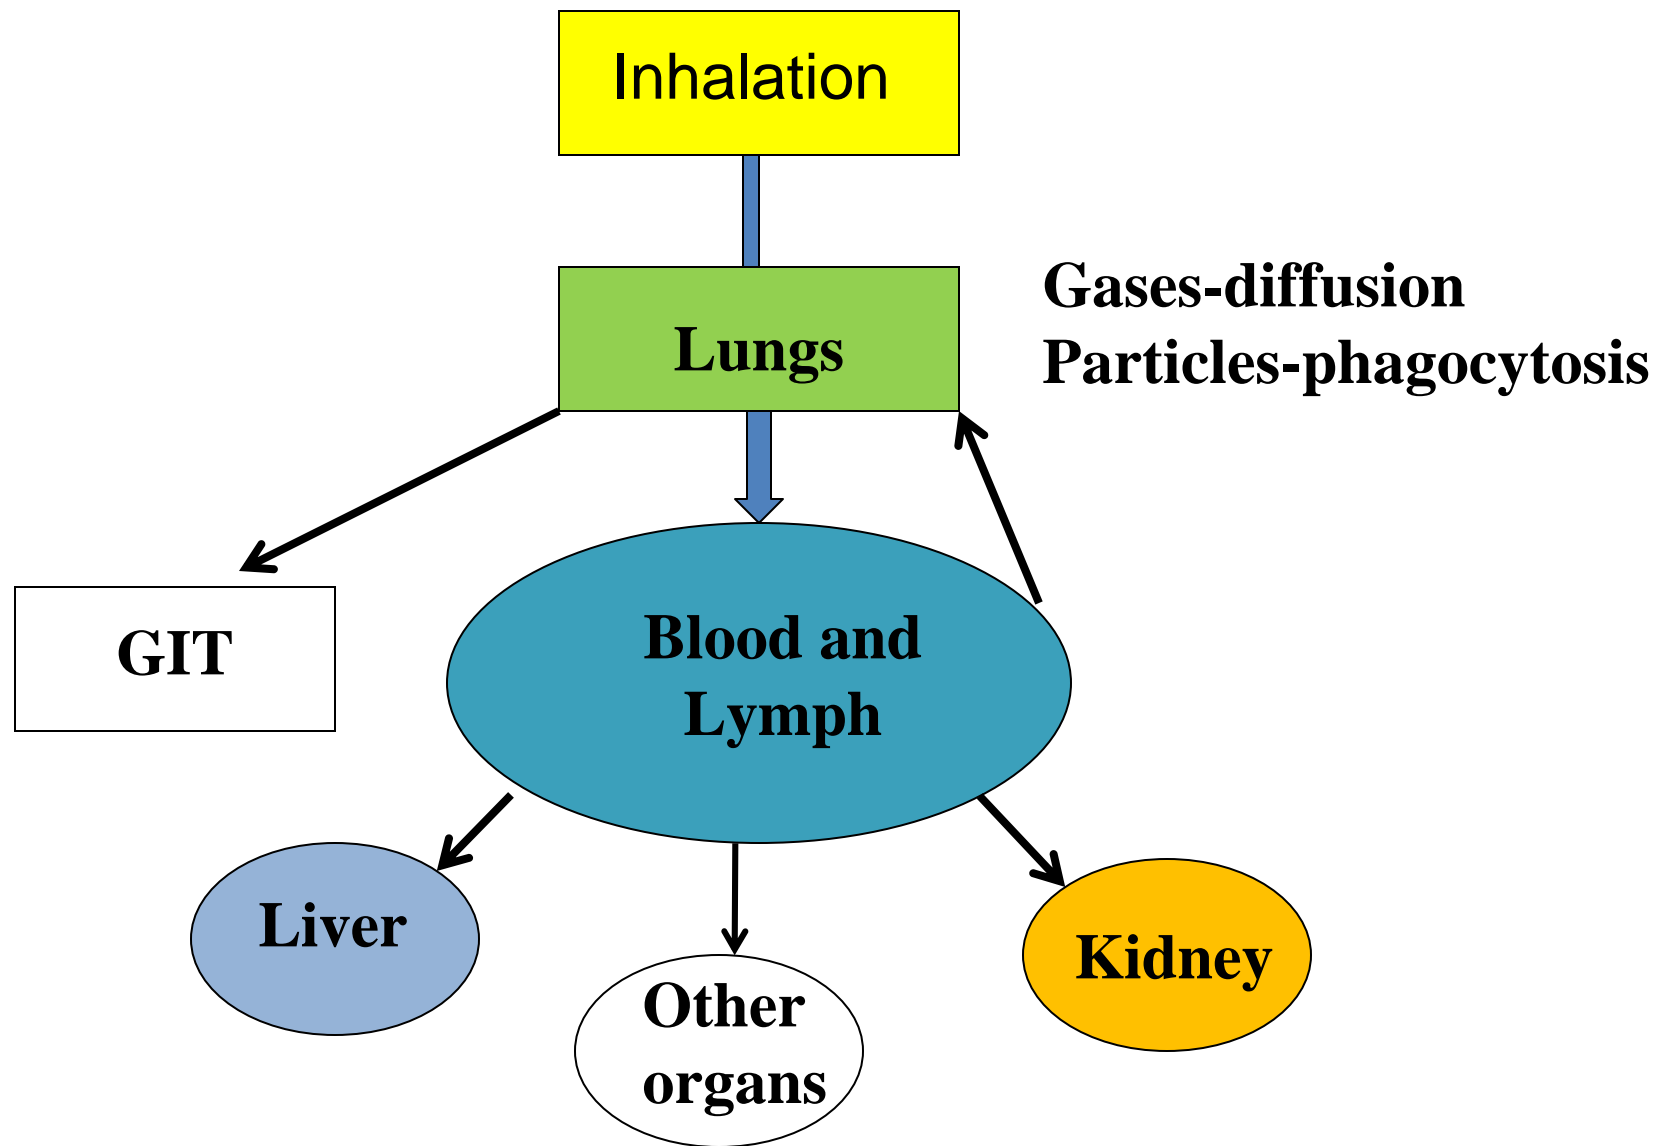 Inhalation
Gases-diffusion
Lungs
Particles-phagocytosis
GIT
Blood and
Lymph
Liver
Kidney
Other
organs